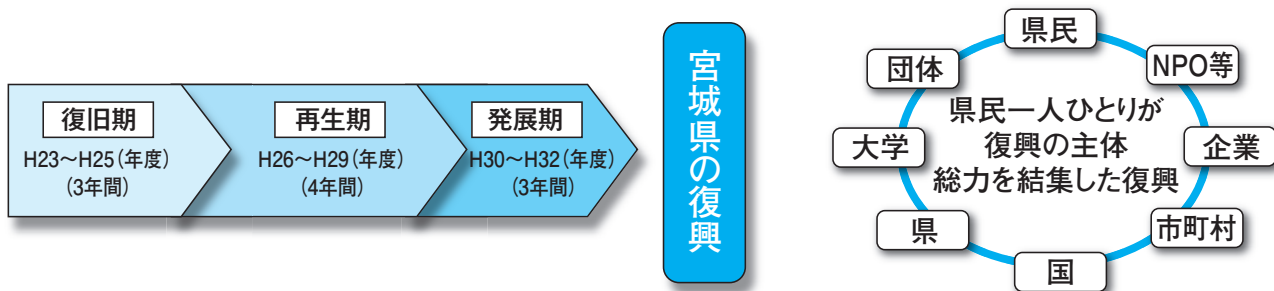 復旧期
H23～H25（年度）
（3年間）
再生期
H26～H29（年度）
（4年間）
発展期
H30～H32（年度）
（3年間）
宮城県の復興
県民
NPO等
企業
市町村
国
県
大学
団体
県民一人ひとりが
復興の主体
総力を結集した復興